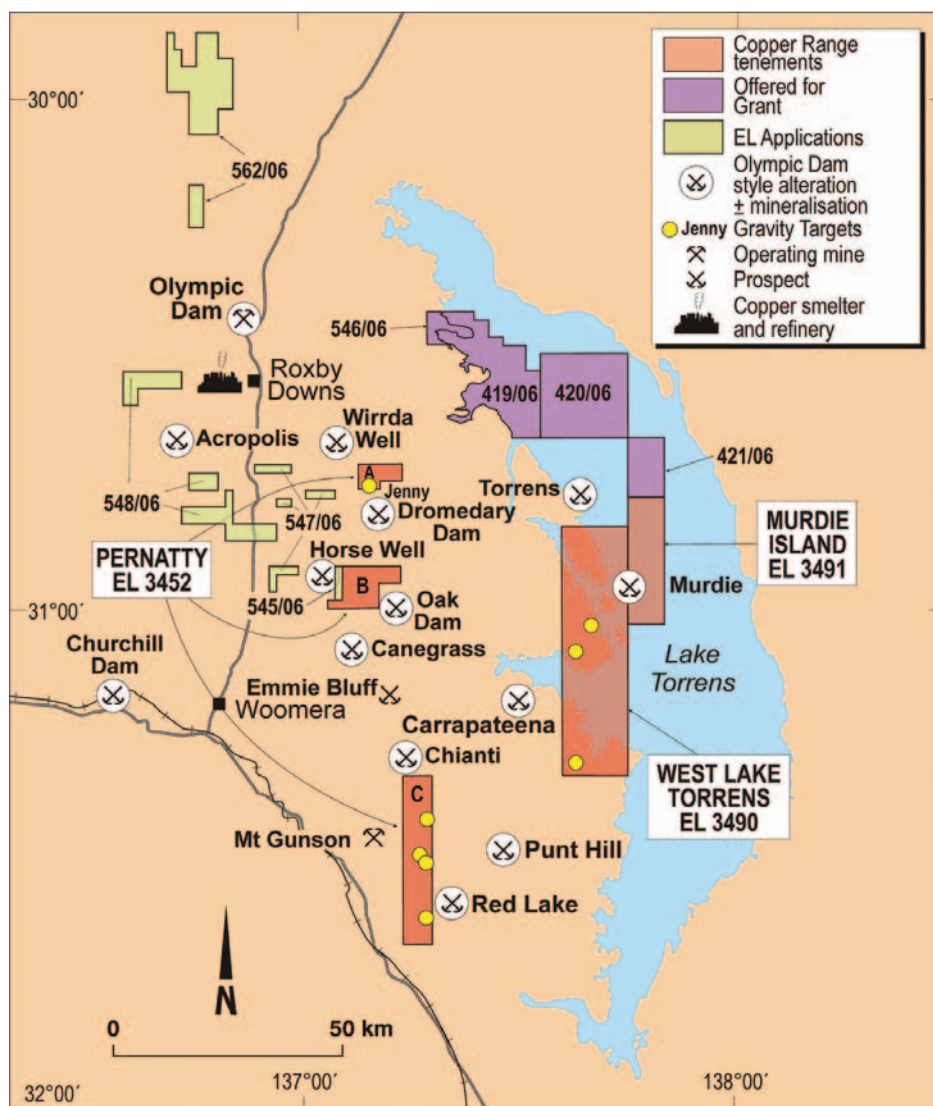 Copper Range
tenements
Offered for
Grant
EL Applications
Olympic Dam
style alteration
± mineralisation
Jenny Gravity Targets
Operating mine
Prospect
Copper smelter
and refinery
30°00′
562/06
Olympic
Dam
546/06
Roxby
Downs
419/06
420/06
Wirrda
Well
Acropolis
421/06
A
Jenny
548/06
Torrens
Dromedary
Dam
547/06
MURDIE
ISLAND
EL 3491
PERNATTY
EL 3452
Horse Well
B
Murdie
545/06
31°00′
Oak
Dam
Churchill
Dam
Canegrass
Lake
Torrens
Emmie Bluff
Woomera
Carrapateena
Chianti
WEST LAKE
TORRENS
EL 3490
C
Mt Gunson
Punt Hill
Red Lake
N
0
50 km
32°00′
137°00′
138°00′